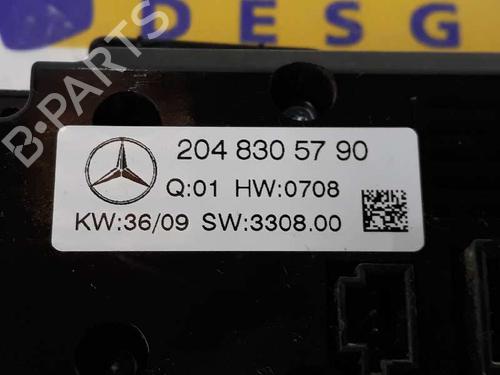 DESG
B-PARTS
204 830 57 90
Q:01 HW:0708
KW:36/09 SW:3308.00